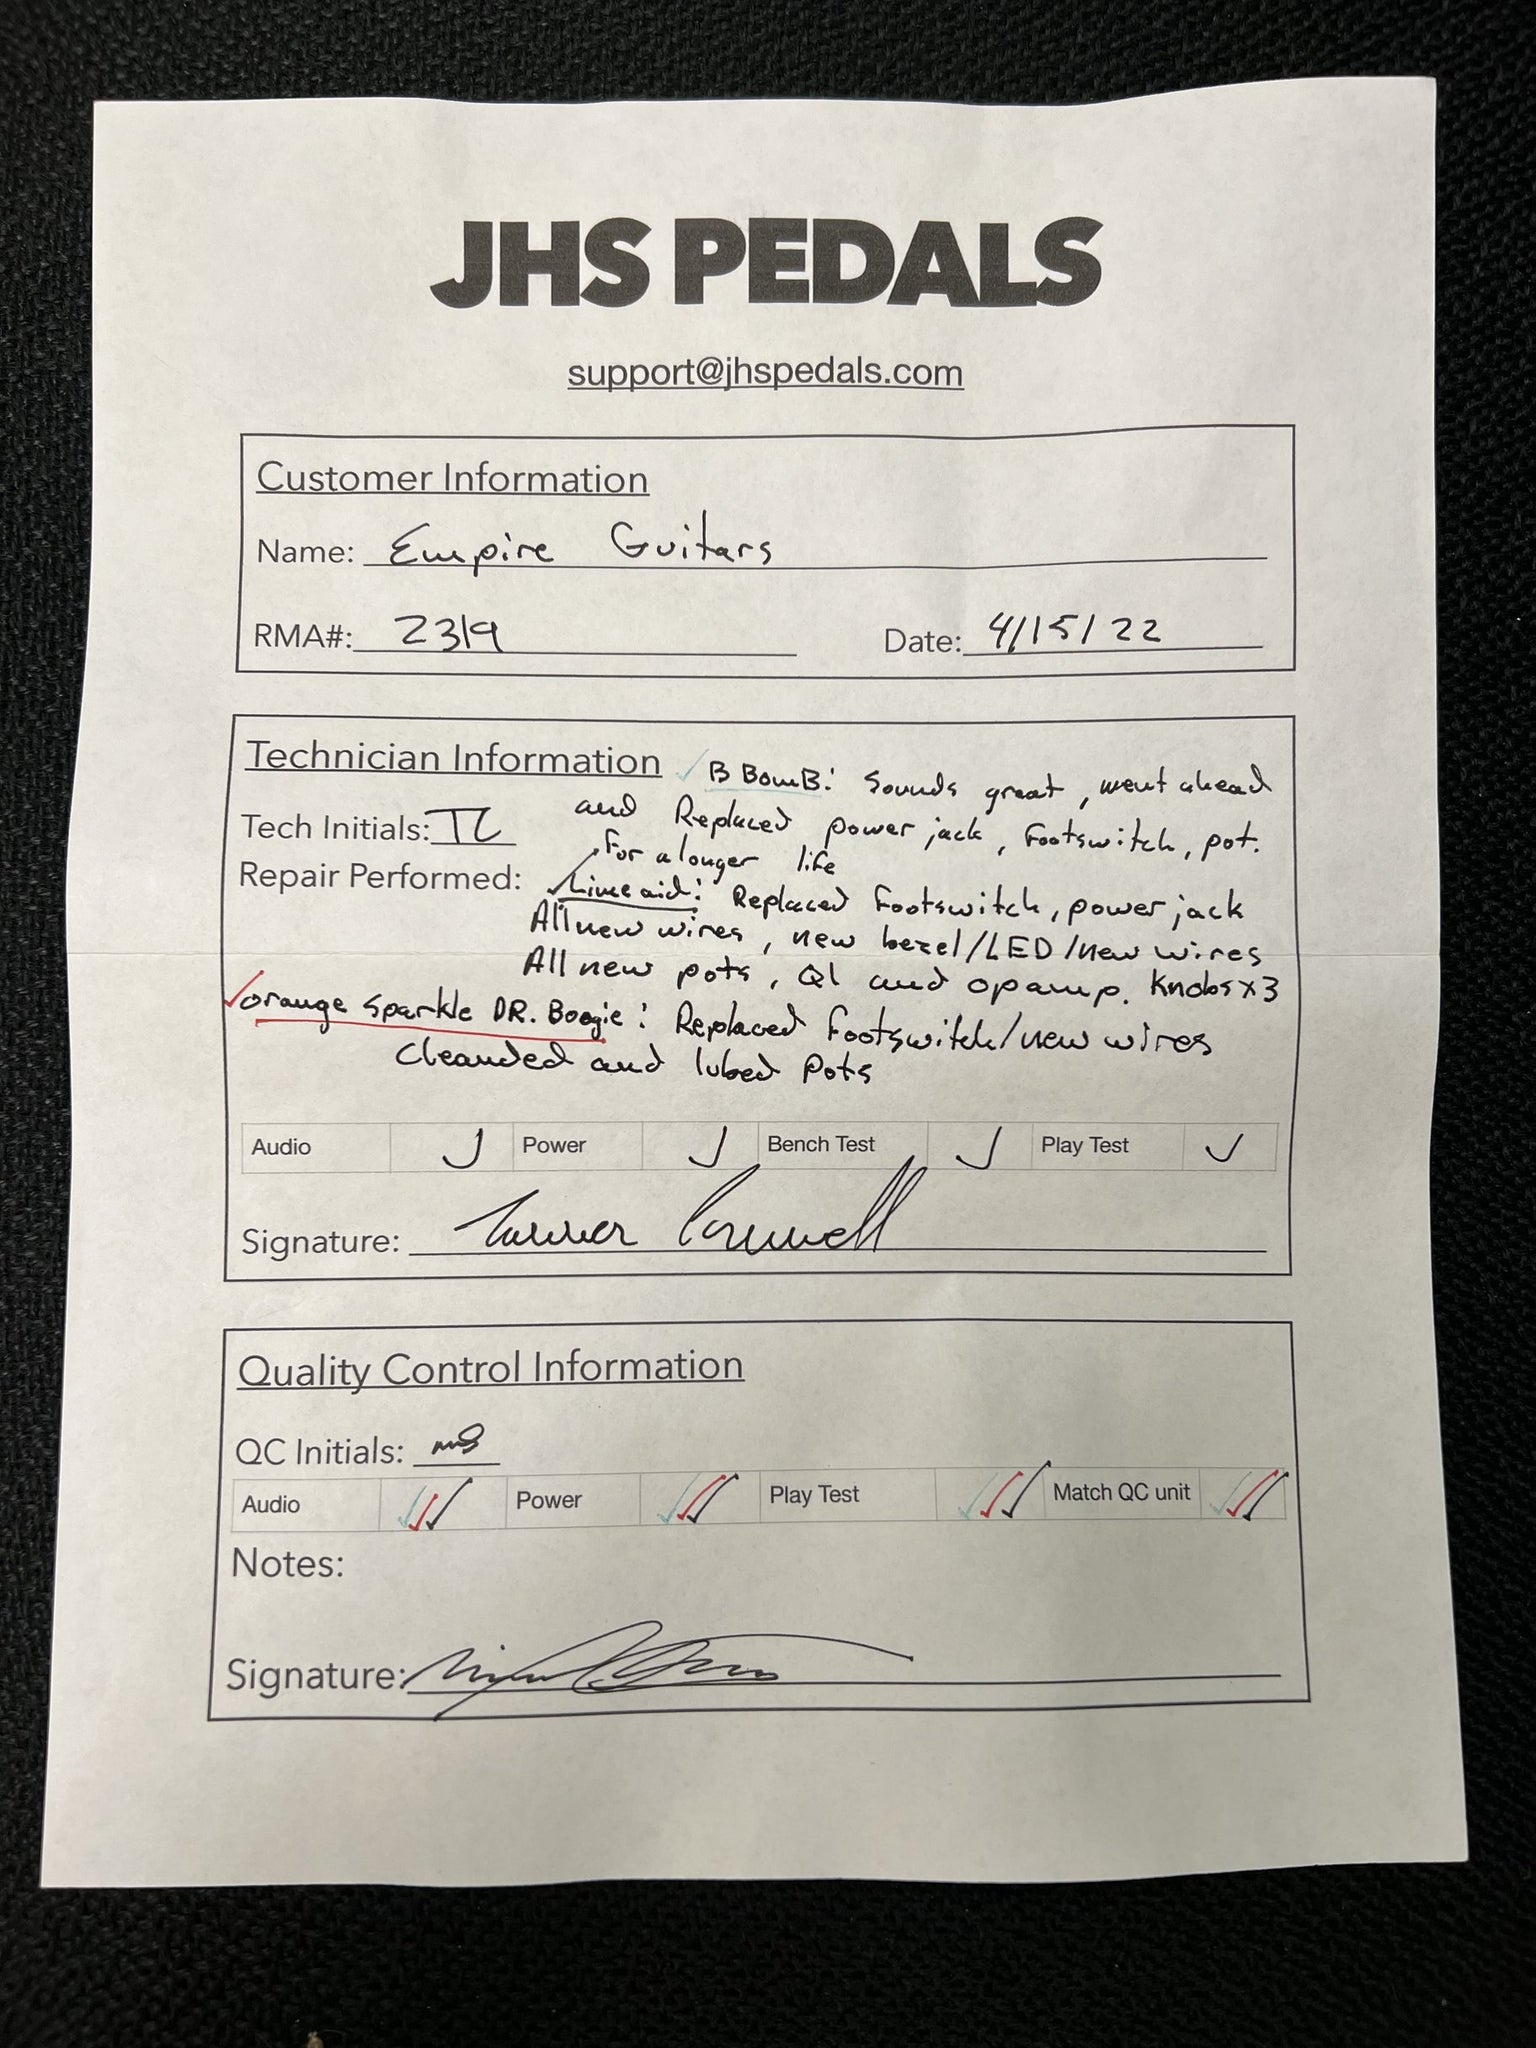 JHS PEDALS
support@jhspedals.com
Customer Information
Name: Empire Guitars
RMA#: 2319 Date: 4/15/22
Technician Information
B BomB: Sounds great, went ahead
Tech Initials: TC
and Replaced power jack, Footswitch, pot.
For a longer life
Repair Performed:
Lime aid: Replaced Footswitch, power jack
All new wires, new bezel/LED/new wires
All new pots, Q1 and opamp. Knobs x3
orange sparkle DR. Boogie: Replaced Footswitch/new wires
Cleanded and lubed Pots
Audio Power Bench Test Play Test
Signature:
Quality Control Information
QC Initials:
Audio Power Play Test Match QC unit
Notes:
Signature: